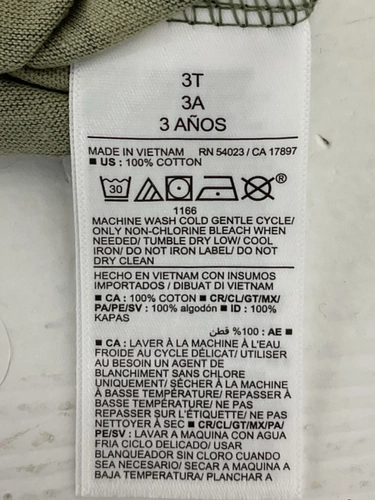 3T
3A
3 AÑOS
MADE IN VIETNAM RN 54023 / CA 17897
■ US : 100% COTTON
30 ®
1166
MACHINE WASH COLD GENTLE CYCLE/
ONLY NON-CHLORINE BLEACH WHEN
NEEDED/ TUMBLE DRY LOW/ COOL
IRON/ DO NOT IRON LABEL/ DO NOT
DRY CLEAN
HECHO EN VIETNAM CON INSUMOS
IMPORTADOS / DIBUAT DI VIETNAM
■ CA : 100% COTON ■ CR/CL/GT/MX/
PA/PE/SV : 100% algodón ■ ID : 100%
KAPAS
■ AE : 100% قطن
■ CA : LAVER À LA MACHINE À L'EAU
FROIDE AU CYCLE DÉLICAT/ UTILISER
AU BESOIN UN AGENT DE
BLANCHIMENT SANS CHLORE
UNIQUEMENT/ SÉCHER À LA MACHINE
À BASSE TEMPÉRATURE/ REPASSER À
BASSE TEMPÉRATURE/ NE PAS
REPASSER SUR L'ÉTIQUETTE/ NE PAS
NETTOYER À SEC ■ CR/CL/GT/MX/PA/
PE/SV : LAVAR A MAQUINA CON AGUA
FRIA CICLO DELICADO/ USAR
BLANQUEADOR SIN CLORO CUANDO
SEA NECESARIO/ SECAR A MAQUINA A
BAJA TEMPERATURA/ PLANCHAR A